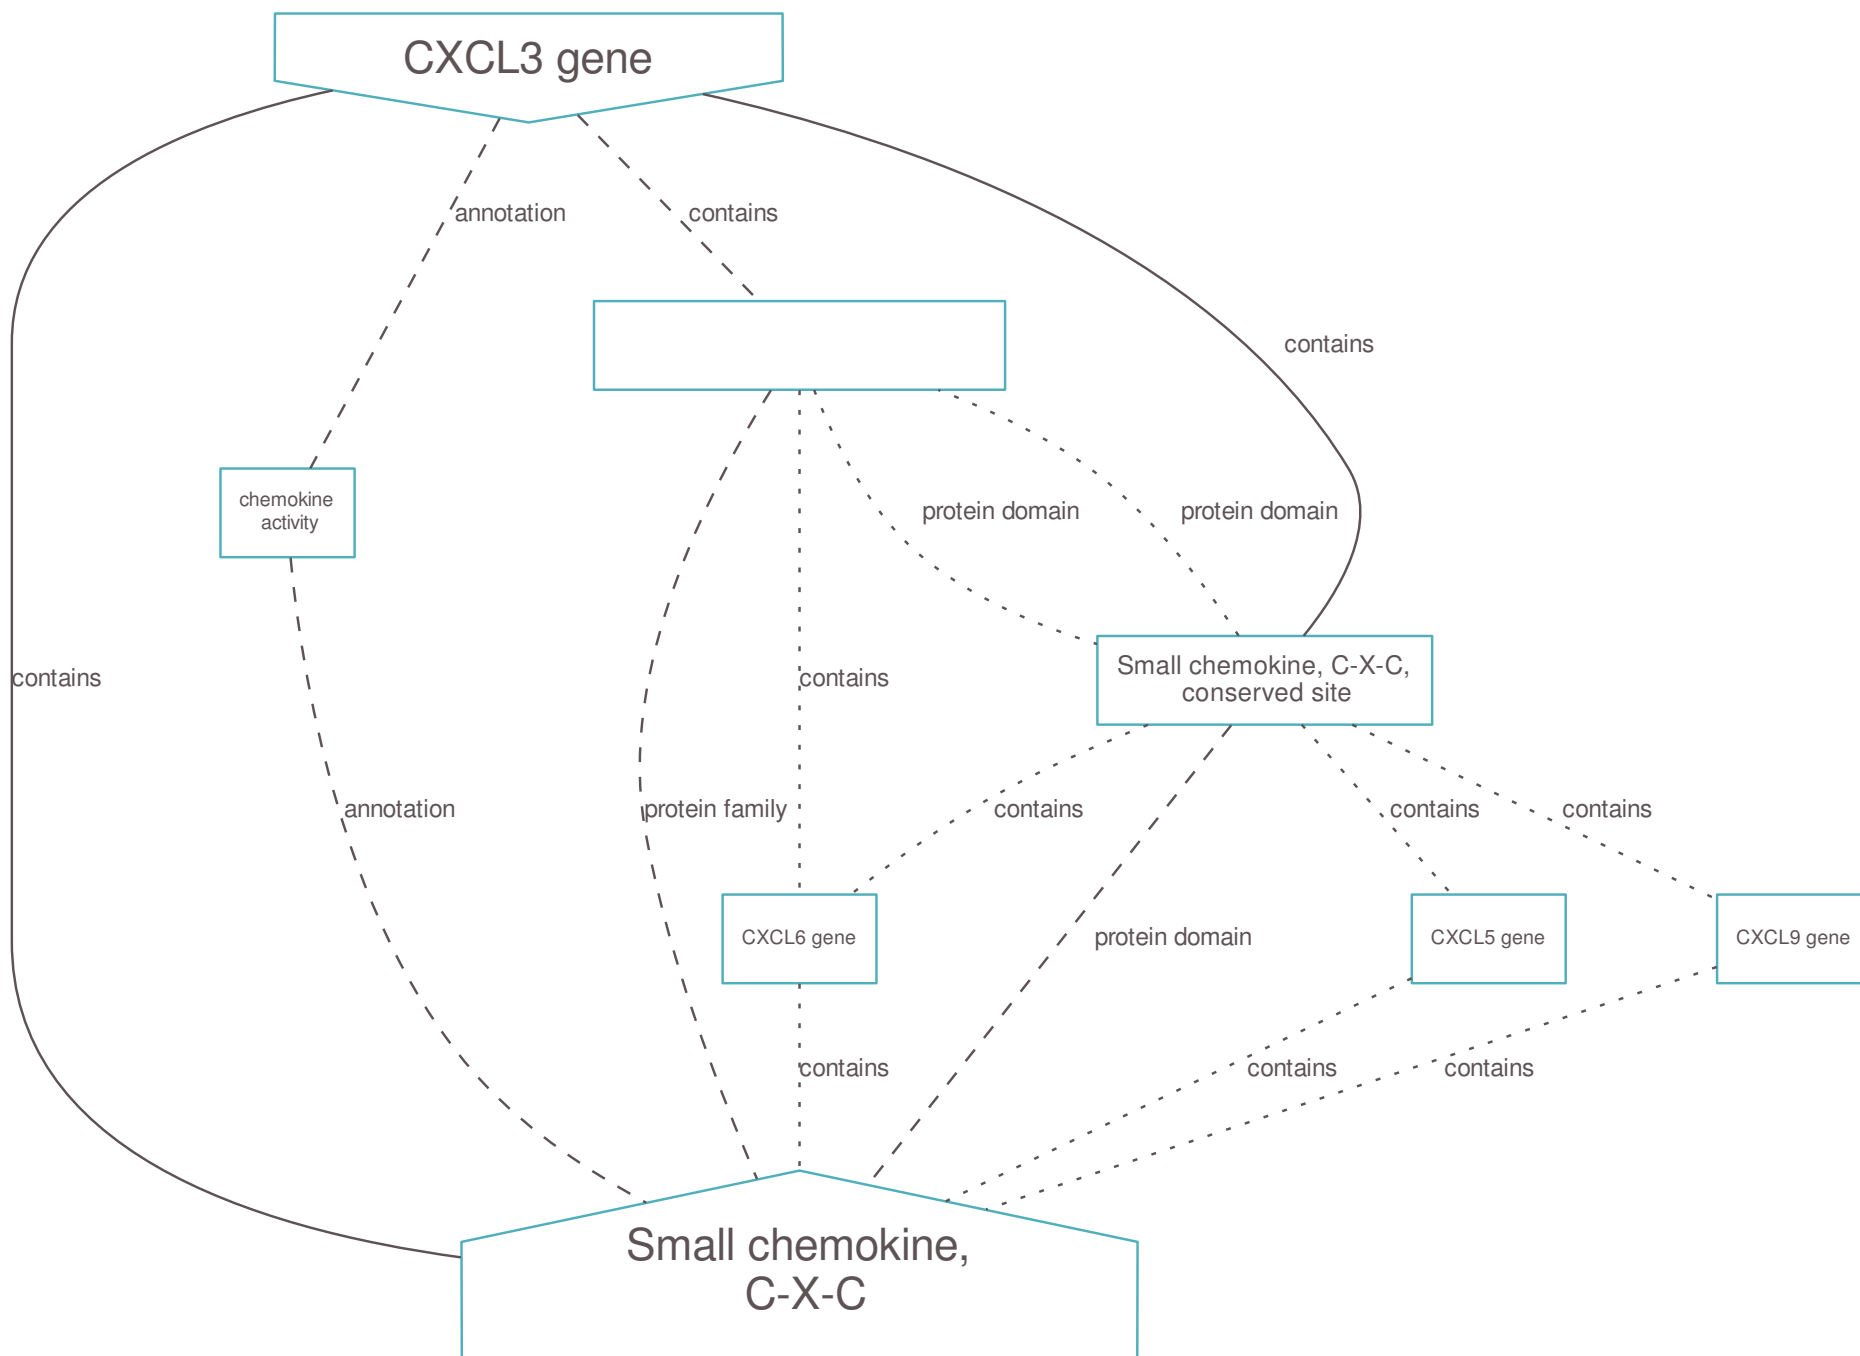 CXCL3 gene
annotation
contains
contains
chemokine
activity
protein domain
protein domain
Small chemokine, C-X-C,
conserved site
contains
contains
annotation
protein family
contains
contains
contains
CXCL6 gene
protein domain
CXCL5 gene
CXCL9 gene
contains
contains
contains
Small chemokine,
C-X-C